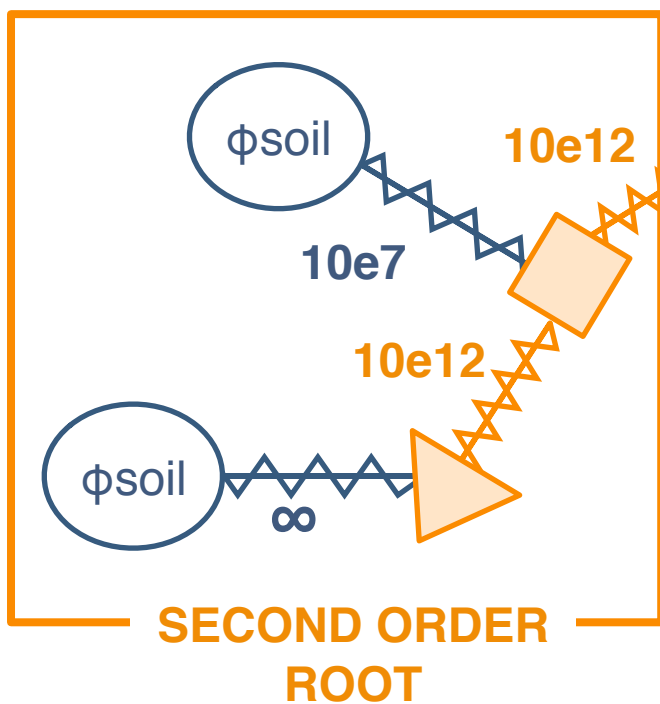 ϕsoil
10e12
10e7
10e12
ϕsoil
∞
SECOND ORDER
ROOT